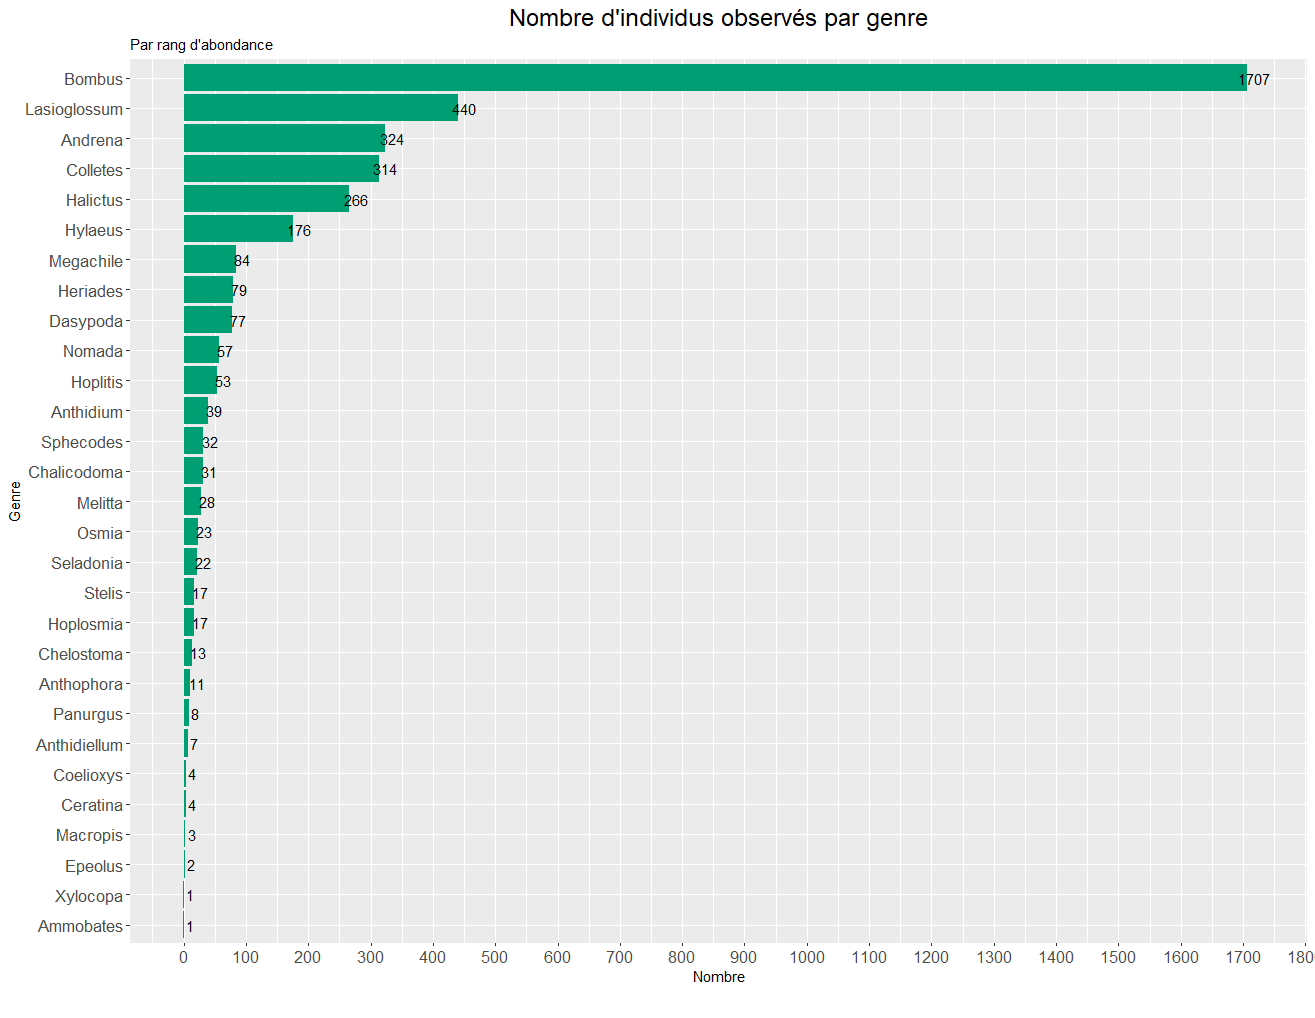 Nombre d'individus observés par genre
Par rang d'abondance
Genre
Bombus 1707
Lasioglossum 440
Andrena 324
Colletes 314
Halictus 266
Hylaeus 176
Megachile 84
Heriades 79
Dasypoda 77
Nomada 57
Hoplitis 53
Anthidium 39
Sphecodes 32
Chalicodoma 31
Melitta 28
Osmia 23
Seladonia 22
Stelis 17
Hoplosmia 17
Chelostoma 13
Anthophora 11
Panurgus 8
Anthidiellum 7
Coelioxys 4
Ceratina 4
Macropis 3
Epeolus 2
Xylocopa 1
Ammobates 1
0 100 200 300 400 500 600 700 800 900 1000 1100 1200 1300 1400 1500 1600 1700 180
Nombre